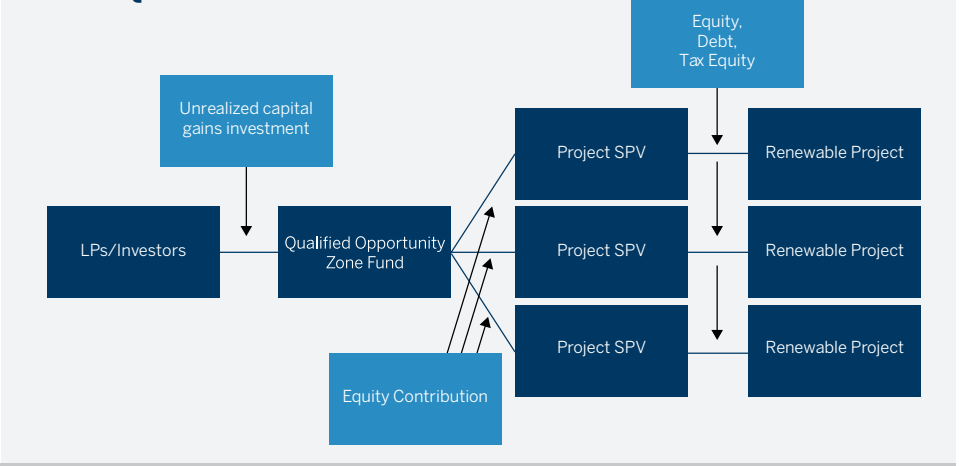 Equity,
Debt,
Tax Equity
Unrealized capital
gains investment
Project SPV
Renewable Project
LPs/Investors
Qualified Opportunity
Zone Fund
Project SPV
Renewable Project
Project SPV
Renewable Project
Equity Contribution